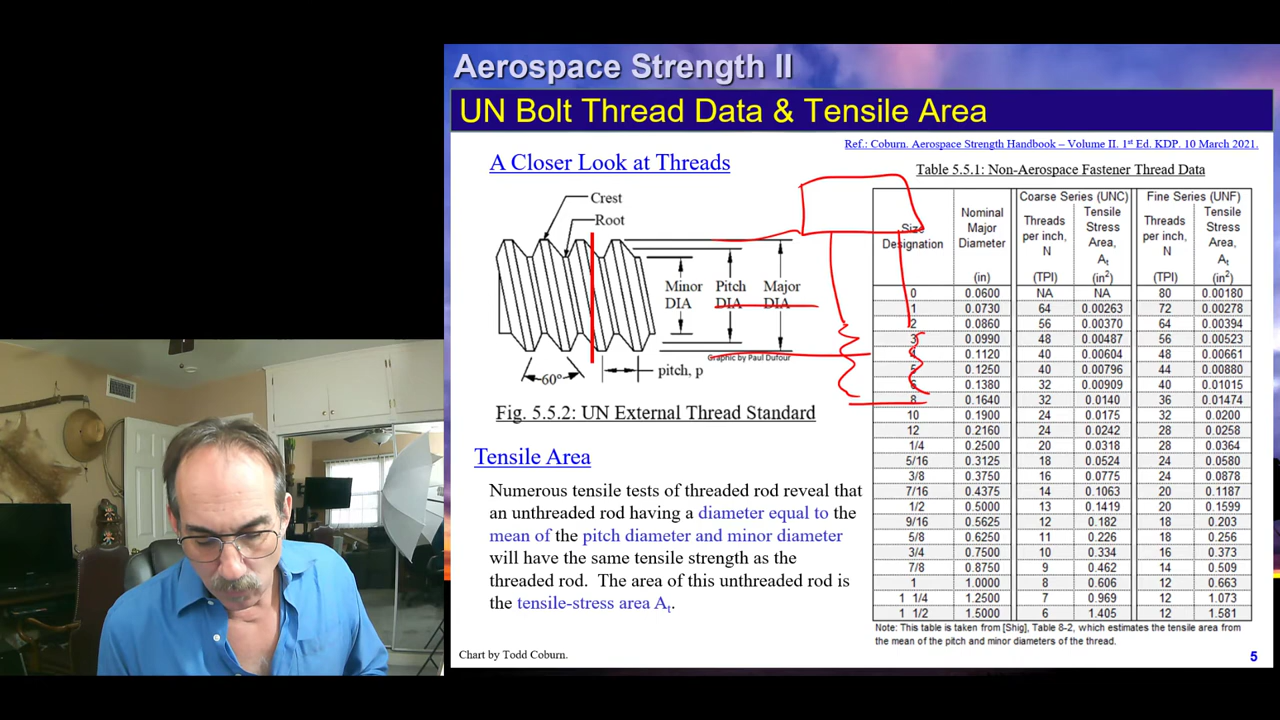 Aerospace Strength II
UN Bolt Thread Data & Tensile Area
Ref.: Coburn. Aerospace Strength Handbook – Volume II. 1st Ed. KDP. 10 March 2021.
A Closer Look at Threads
Crest
Root
Minor DIA
Pitch DIA
Major DIA
Graphic by Paul Dufour
60°
pitch, p
Fig. 5.5.2: UN External Thread Standard
Tensile Area
Numerous tensile tests of threaded rod reveal that
an unthreaded rod having a diameter equal to the
mean of the pitch diameter and minor diameter
will have the same tensile strength as the
threaded rod. The area of this unthreaded rod is
the tensile-stress area At.
Chart by Todd Coburn.
Table 5.5.1: Non-Aerospace Fastener Thread Data
Coarse Series (UNC) Fine Series (UNF)
Size Designation
Nominal Major Diameter (in)
Threads per inch, N (TPI)
Tensile Stress Area, At (in²)
Threads per inch, N (TPI)
Tensile Stress Area, At (in²)
0 0.0600 NA NA 80 0.00180
1 0.0730 64 0.00263 72 0.00278
2 0.0860 56 0.00370 64 0.00394
3 0.0990 48 0.00487 56 0.00523
4 0.1120 40 0.00604 48 0.00661
5 0.1250 40 0.00796 44 0.00880
6 0.1380 32 0.00909 40 0.01015
8 0.1640 32 0.0140 36 0.01474
10 0.1900 24 0.0175 32 0.0200
12 0.2160 24 0.0242 28 0.0258
1/4 0.2500 20 0.0318 28 0.0364
5/16 0.3125 18 0.0524 24 0.0580
3/8 0.3750 16 0.0775 24 0.0878
7/16 0.4375 14 0.1063 20 0.1187
1/2 0.5000 13 0.1419 20 0.1599
9/16 0.5625 12 0.182 18 0.203
5/8 0.6250 11 0.226 18 0.256
3/4 0.7500 10 0.334 16 0.373
7/8 0.8750 9 0.462 14 0.509
1 1.0000 8 0.606 12 0.663
1 1/4 1.2500 7 0.969 12 1.073
1 1/2 1.5000 6 1.405 12 1.581
Note: This table is taken from [Shig], Table 8-2, which estimates the tensile area from
the mean of the pitch and minor diameters of the thread.
5